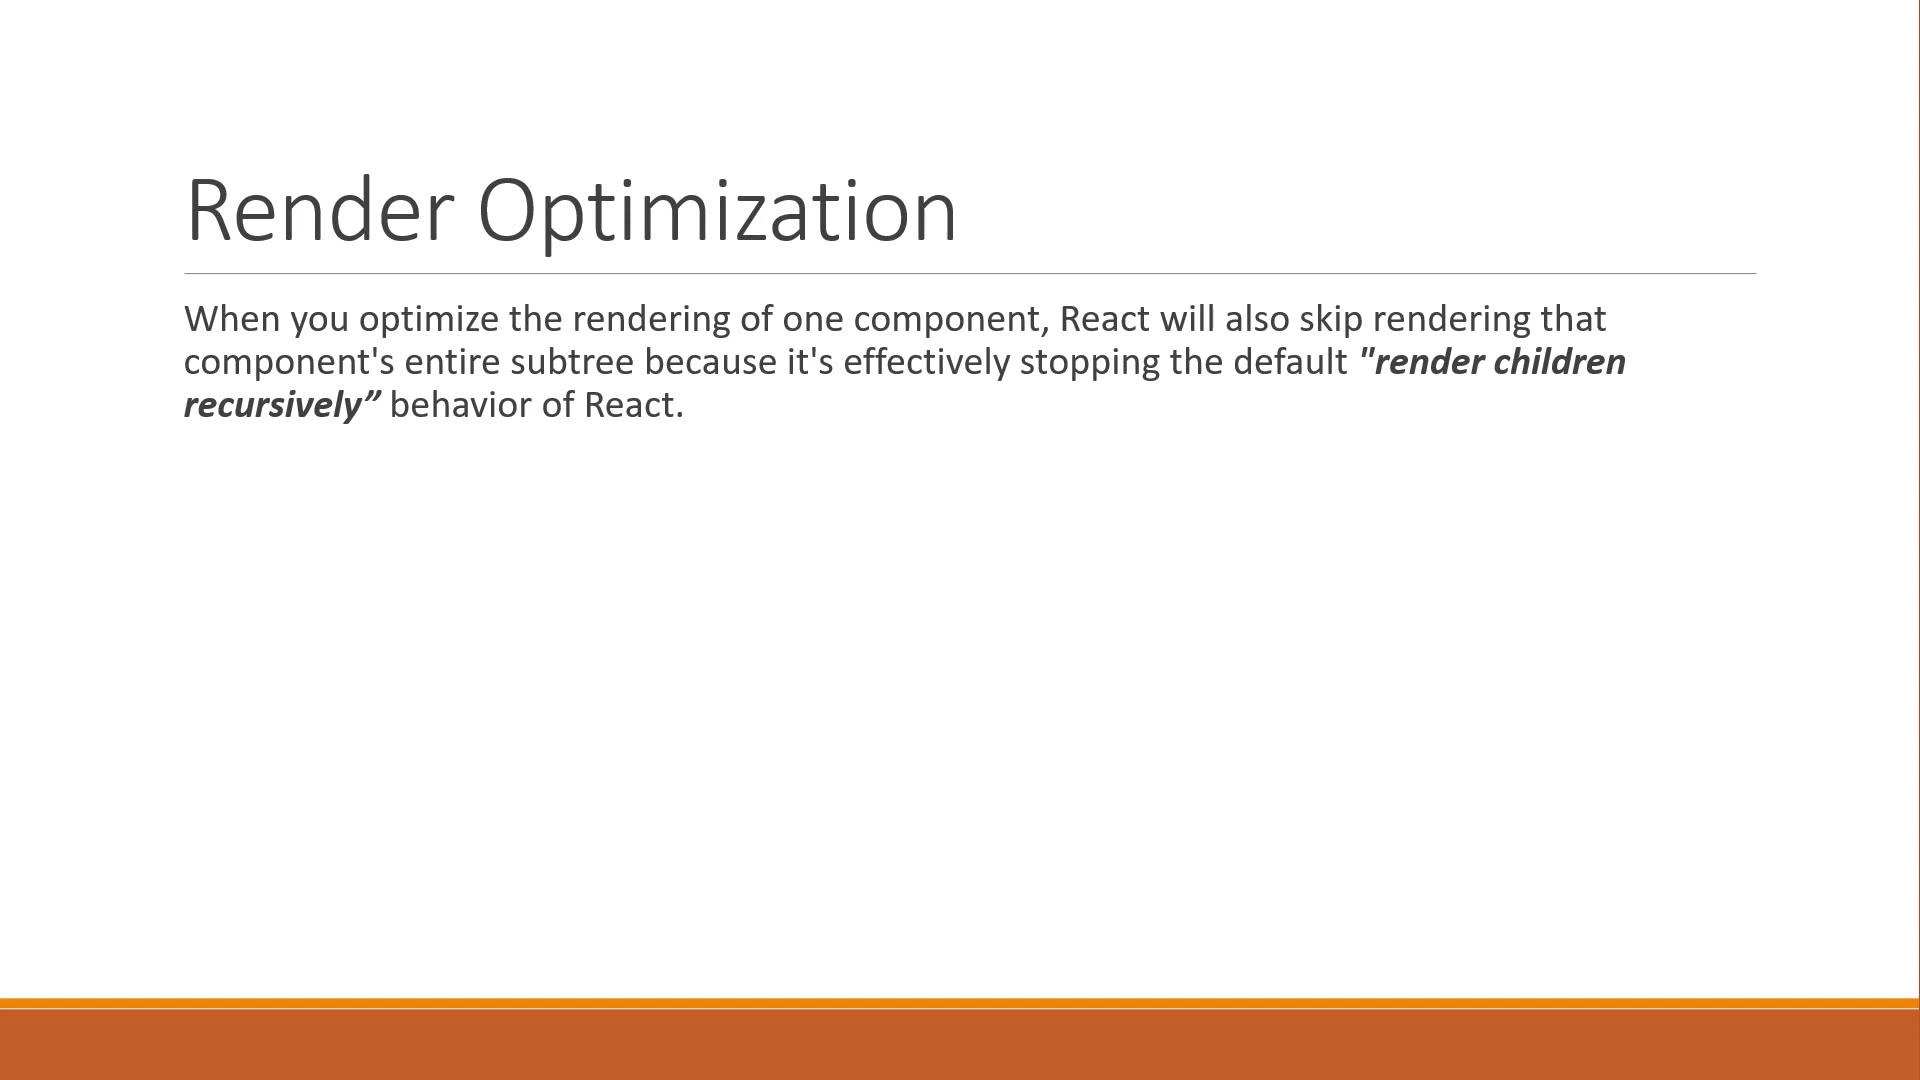 Render Optimization
When you optimize the rendering of one component, React will also skip rendering that
component's entire subtree because it's effectively stopping the default "render children
recursively” behavior of React.